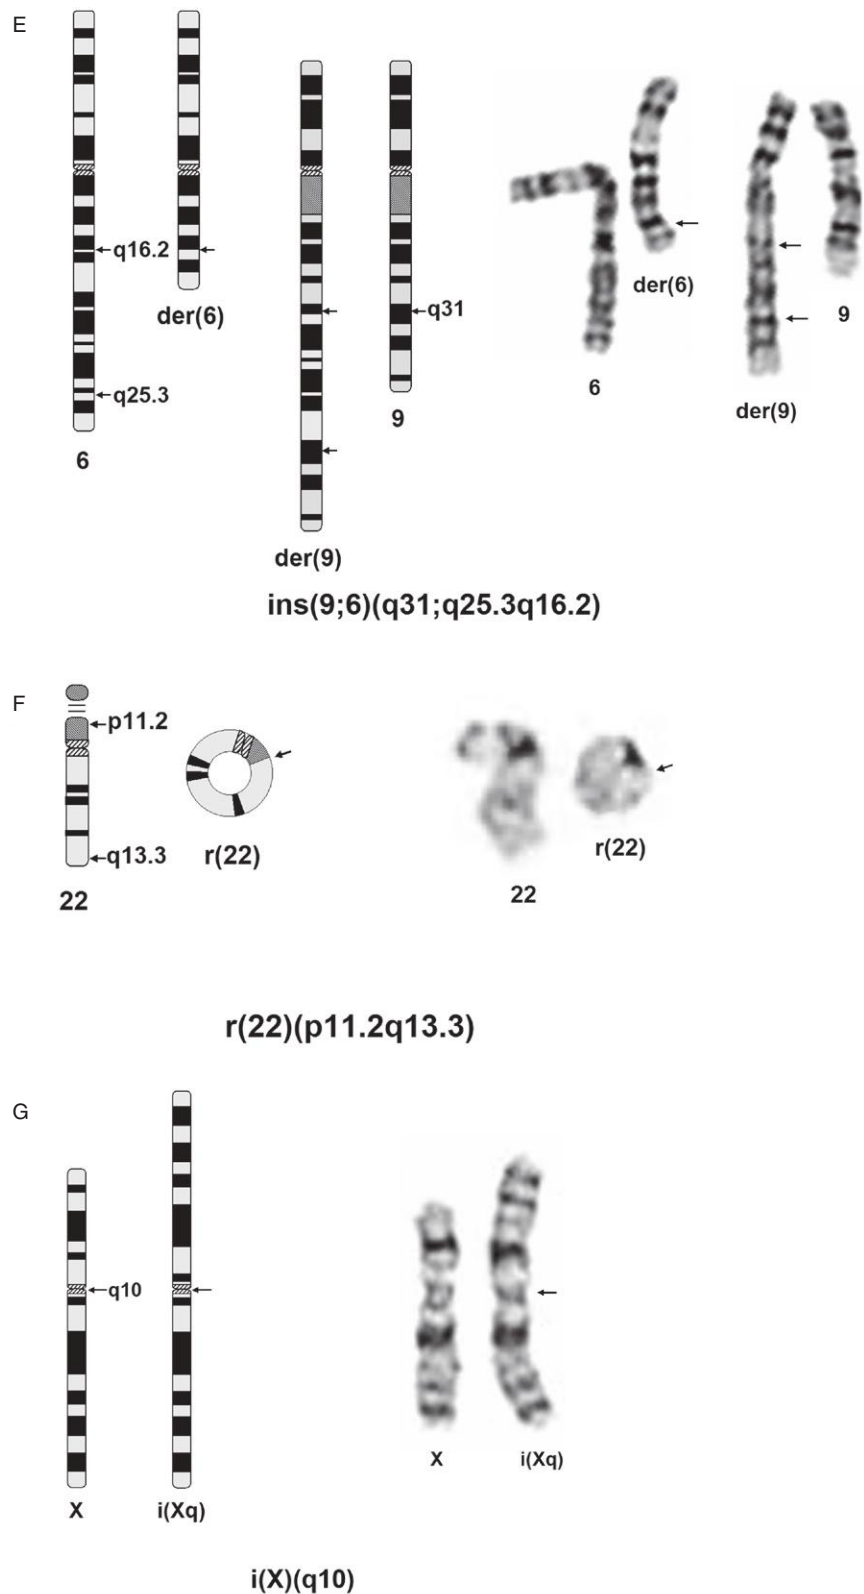 E
q16.2
der(6)
q25.3
6
q31
9
der(9)
der(6)
6
9
der(9)
ins(9;6)(q31;q25.3q16.2)
F
p11.2
q13.3
r(22)
22
r(22)
22
r(22)(p11.2q13.3)
G
q10
X
i(Xq)
X
i(Xq)
i(X)(q10)